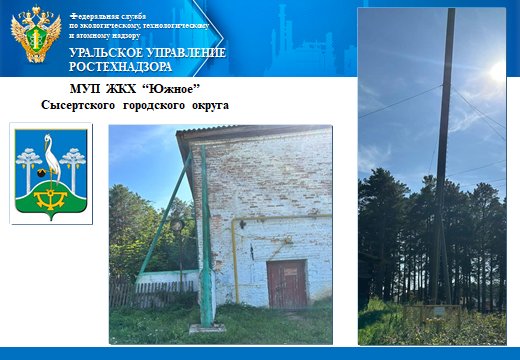 Федеральная служба
по экологическому, технологическому
и атомному надзору
УРАЛЬСКОЕ УПРАВЛЕНИЕ
РОСТЕХНАДЗОРА
МУП ЖКХ “Южное”
Сысертского городского округа